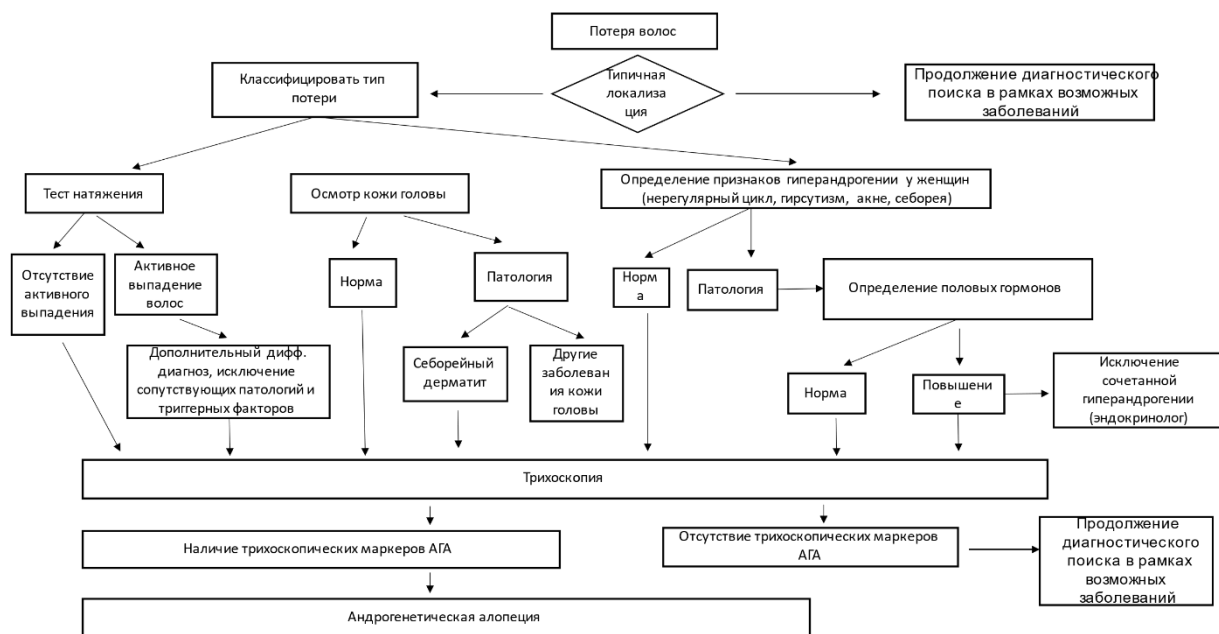 Потеря волос
Классифицировать тип
потери
Типичная
локализа
ция
Продолжение диагностического
поиска в рамках возможных
заболеваний
Тест натяжения
Осмотр кожи головы
Определение признаков гиперандрогении у женщин
(нерегулярный цикл, гирсутизм, акне, себорея)
Отсутствие
активного
выпадения
Активное
выпадение
волос
Норма
Патология
Норм
а
Патология
Определение половых гормонов
Дополнительный дифф.
диагноз, исключение
сопутствующих патологий и
триггерных факторов
Себорейный
дерматит
Другие
заболеван
ия кожи
головы
Норма
Повышени
е
Исключение
сочетанной
гиперандрогении
(эндокринолог)
Трихоскопия
Наличие трихоскопических маркеров АГА
Отсутствие трихоскопических маркеров
АГА
Продолжение
диагностического
поиска в рамках
возможных
заболеваний
Андрогенетическая алопеция